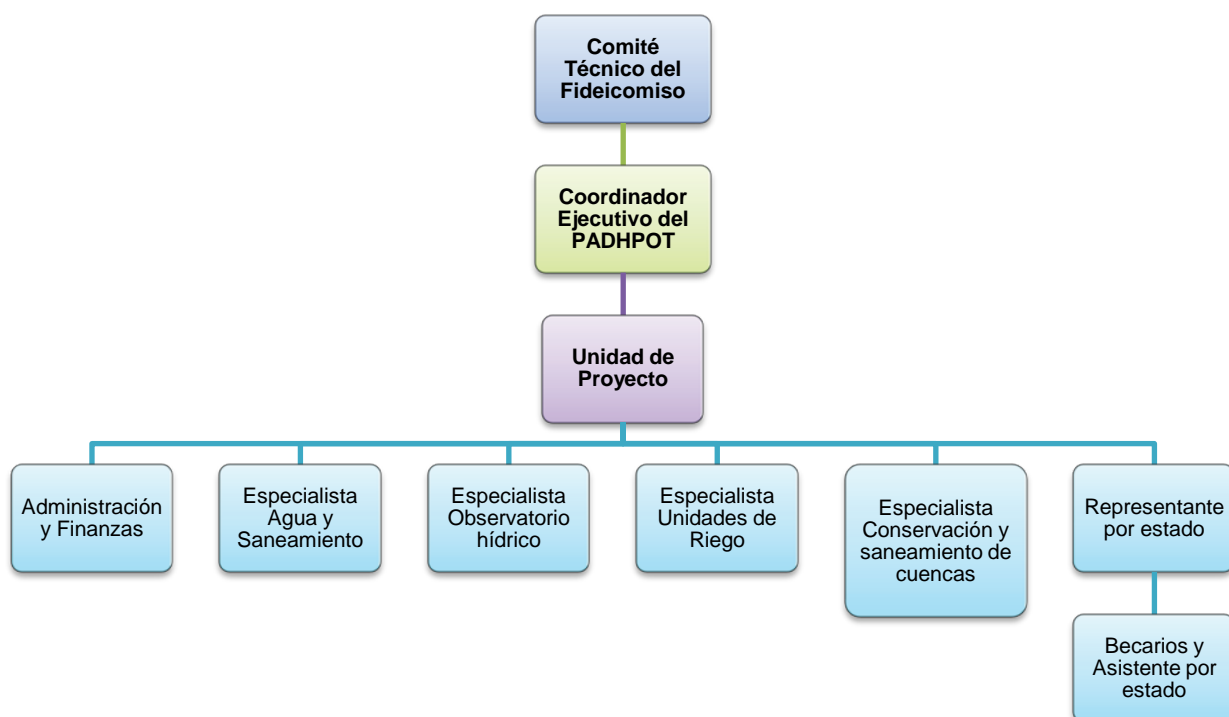 Comité
Técnico del
Fideicomiso
Coordinador
Ejecutivo del
PADHPOT
Unidad de
Proyecto
Administración
y Finanzas
Especialista
Agua y
Saneamiento
Especialista
Observatorio
hídrico
Especialista
Unidades de
Riego
Especialista
Conservación y
saneamiento de
cuencas
Representante
por estado
Becarios y
Asistente por
estado